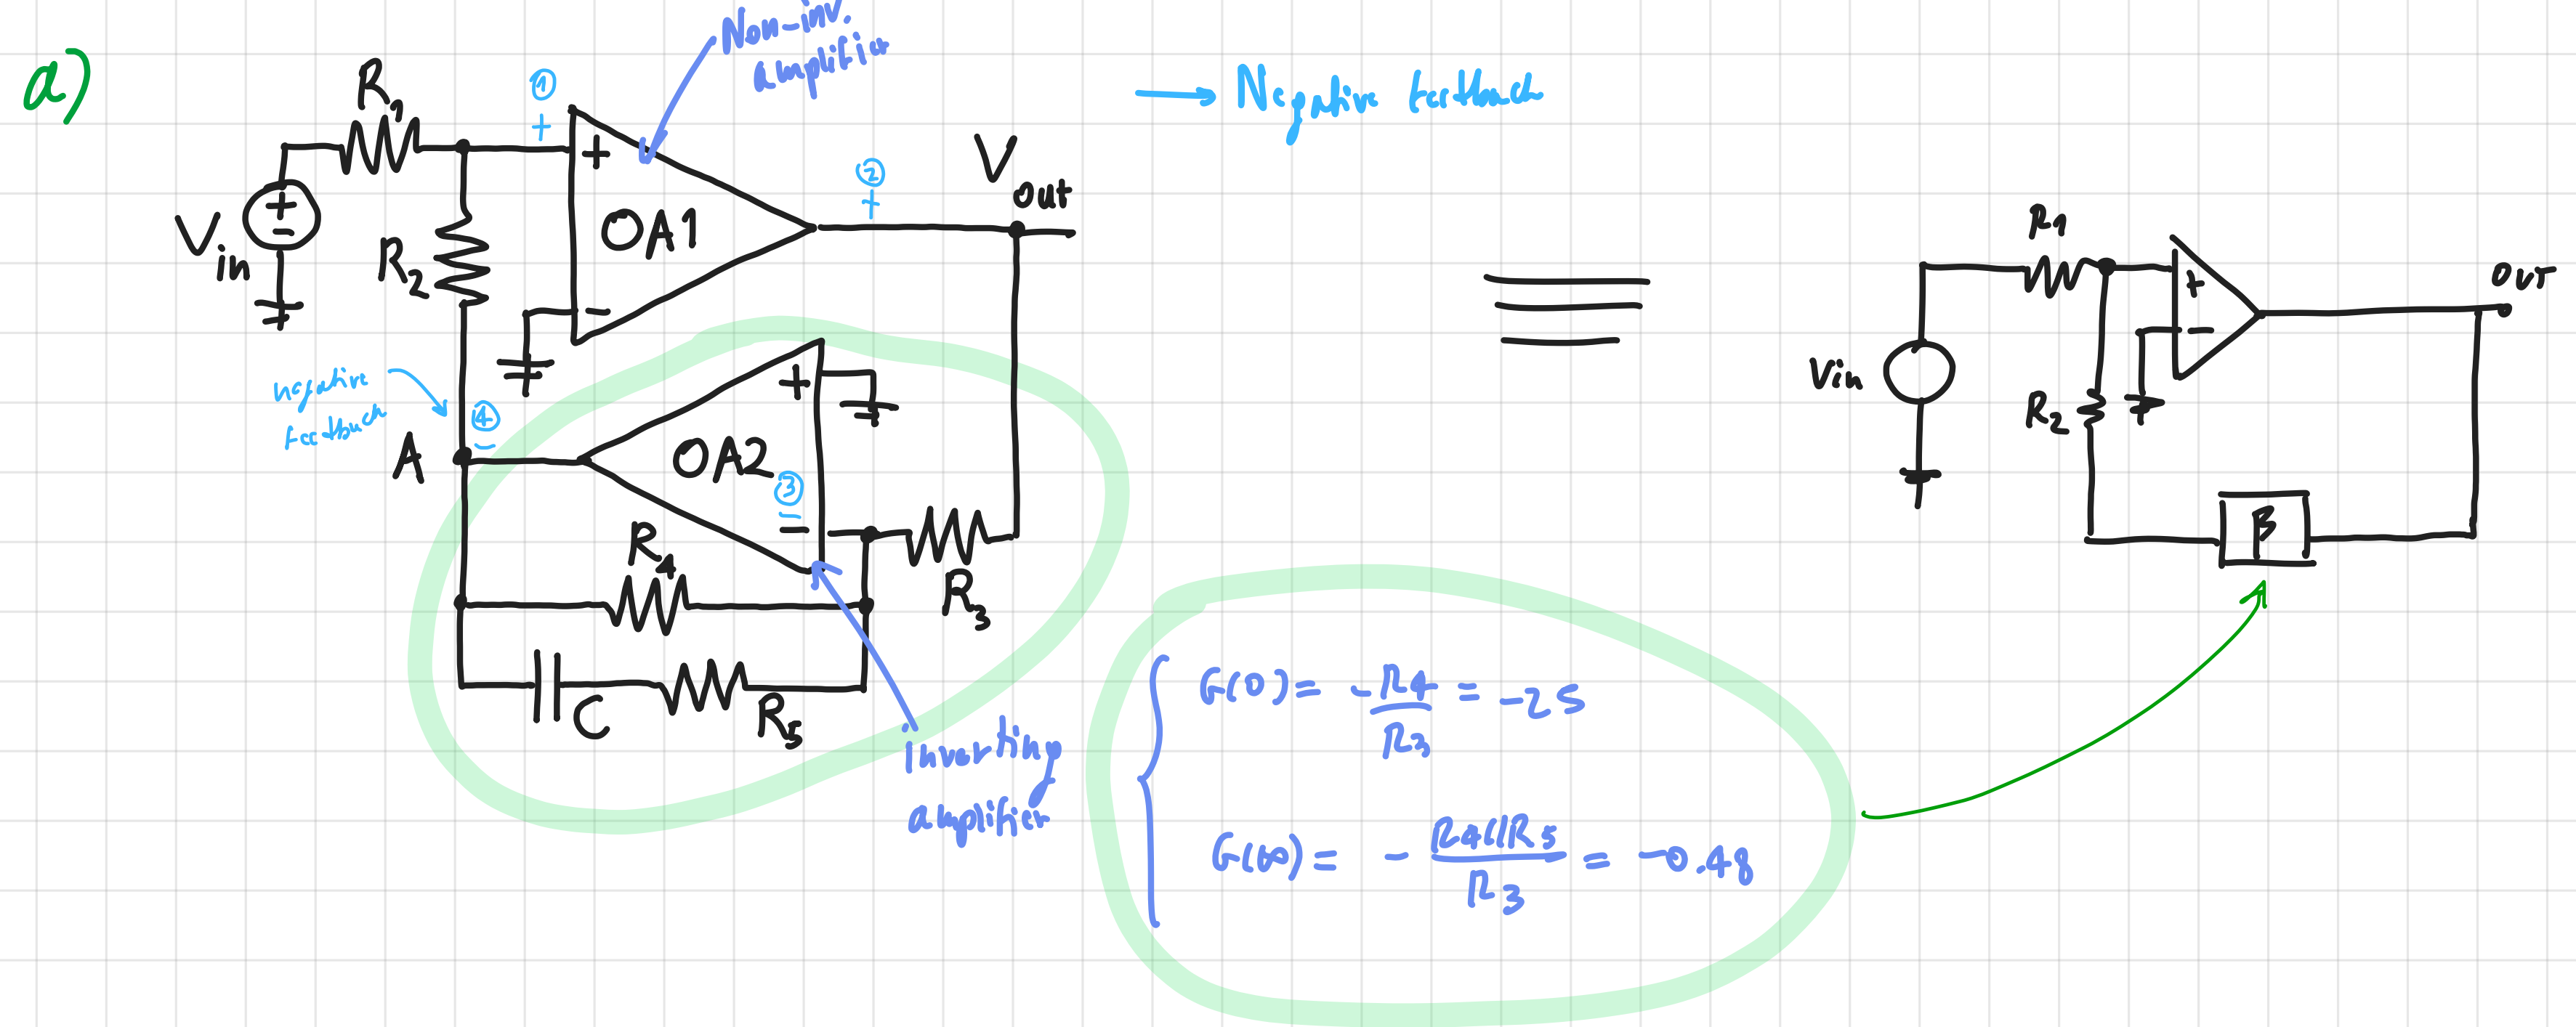 a)
Non-inv.
amplifier
→ Negative feedback
R1
①
+
+
OA1
②
+
Vout
Vin
+
-
R2
-
negative
feedback
④
-
A
+
OA2
③
-
-
R4
R3
C
R5
inverting
amplifier
R1
OUT
+
-
Vin
R2
β
G(0) = -R4/R3 = -25
G(∞) = - R4//R5/R3 = -0.48